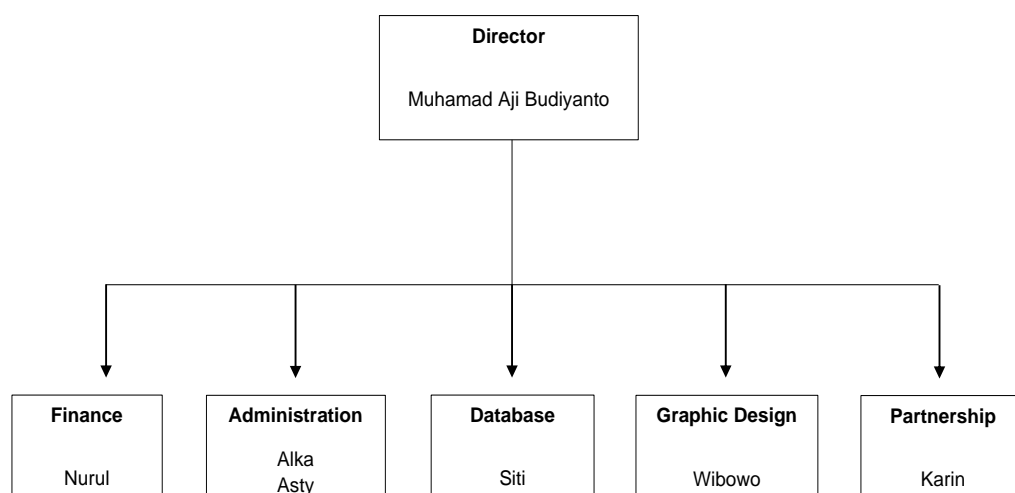 Director
Muhamad Aji Budiyanto
Finance
Nurul
Administration
Alka
Asty
Database
Siti
Graphic Design
Wibowo
Partnership
Karin